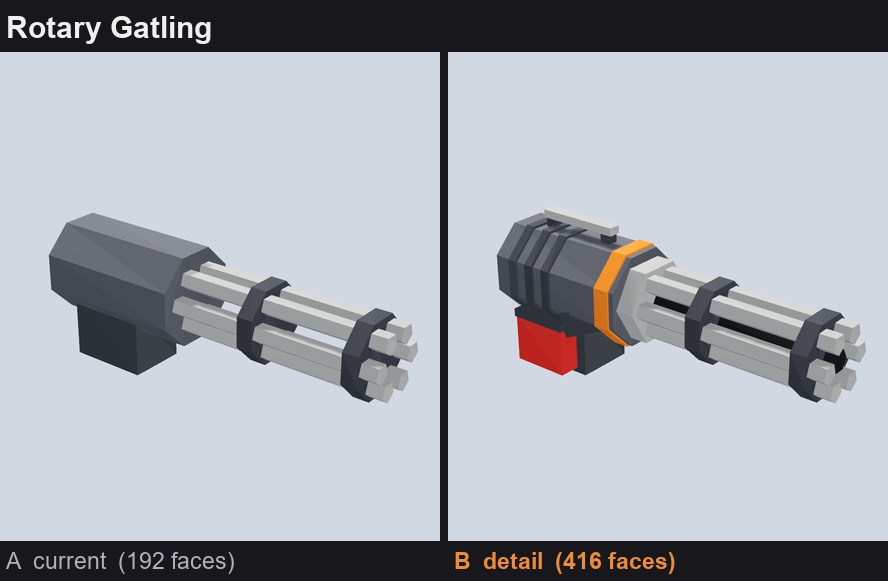 Rotary Gatling
A current (192 faces)
B detail (416 faces)